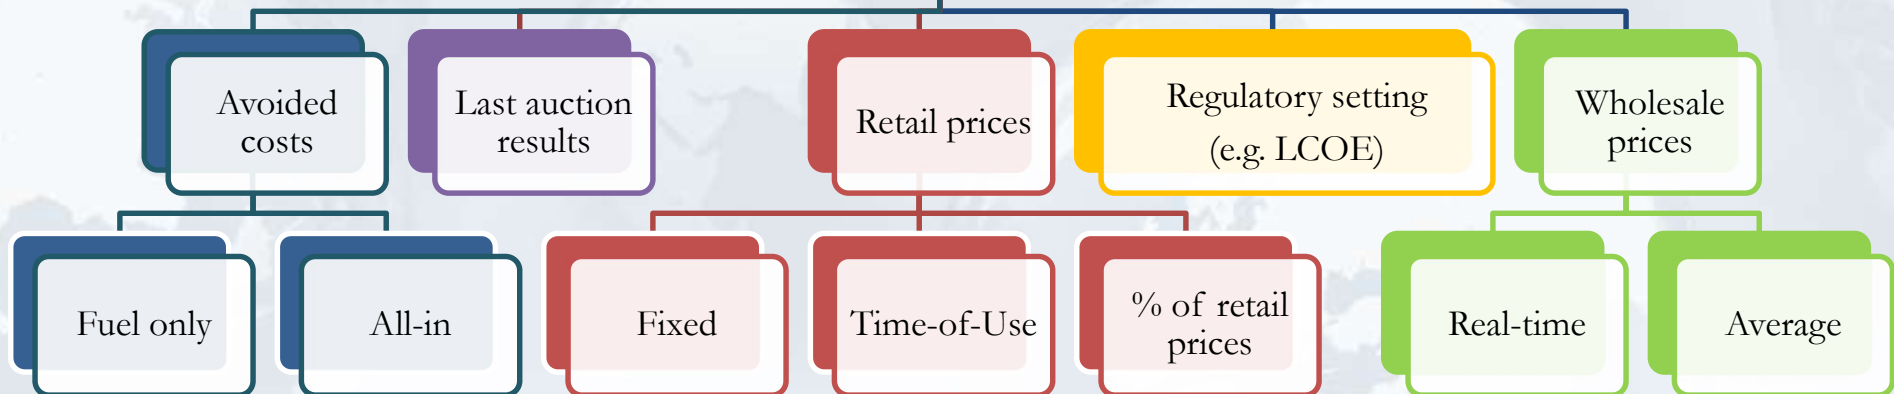 Avoided
costs
Last auction
results
Retail prices
Regulatory setting
(e.g. LCOE)
Wholesale
prices
Fuel only
All-in
Fixed
Time-of-Use
% of retail
prices
Real-time
Average